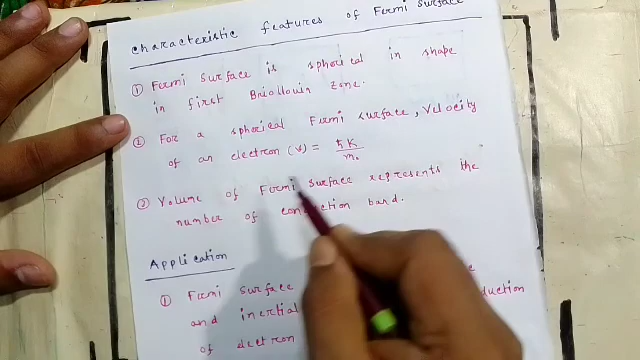 characteristic features of Fermi surface
① Fermi surface is spherical in shape
in first Briollouin zone.
② For a spherical Fermi surface, velocity
of an electron (v) = ħk/m₀
③ Volume of Fermi surface represents the
number of conduction band.
Application
① Fermi surface
and inertial duction
of electron